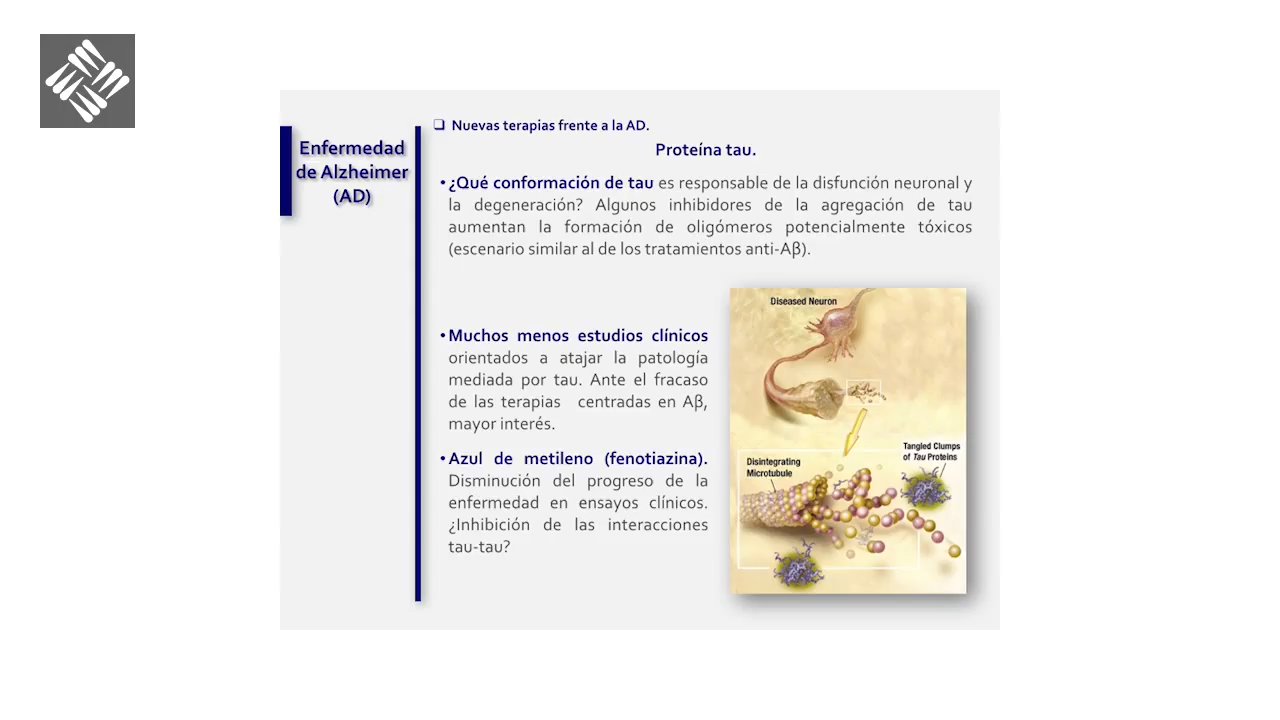 Enfermedad
de Alzheimer
(AD)
❑ Nuevas terapias frente a la AD.
Proteína tau.
•¿Qué conformación de tau es responsable de la disfunción neuronal y
la degeneración? Algunos inhibidores de la agregación de tau
aumentan la formación de oligómeros potencialmente tóxicos
(escenario similar al de los tratamientos anti-Aβ).
•Muchos menos estudios clínicos
orientados a atajar la patología
mediada por tau. Ante el fracaso
de las terapias centradas en Aβ,
mayor interés.
•Azul de metileno (fenotiazina).
Disminución del progreso de la
enfermedad en ensayos clínicos.
¿Inhibición de las interacciones
tau-tau?
Diseased Neuron
Disintegrating
Microtubule
Tangled Clumps
of Tau Proteins